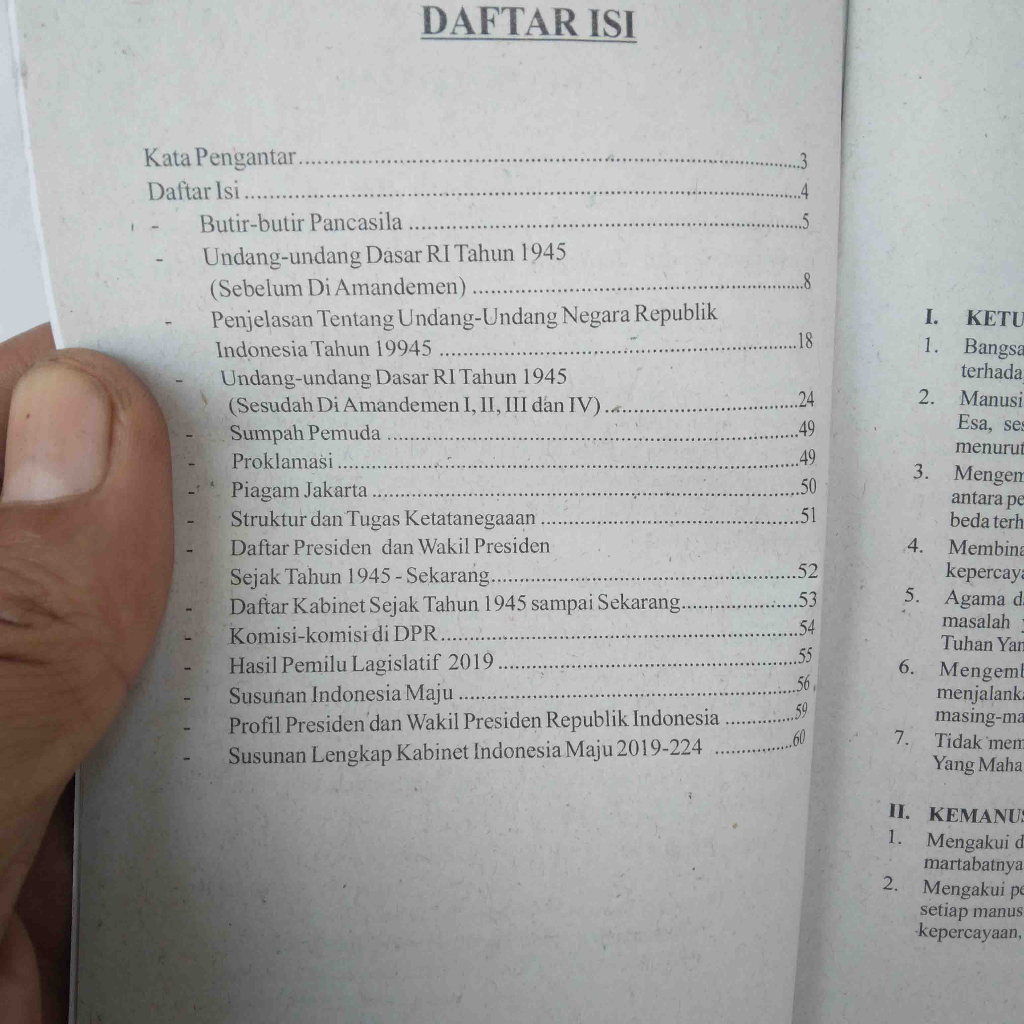 DAFTAR ISI
Kata Pengantar..........3
Daftar Isi..........4
- Butir-butir Pancasila..........5
- Undang-undang Dasar RI Tahun 1945
(Sebelum Di Amandemen)..........8
- Penjelasan Tentang Undang-Undang Negara Republik
Indonesia Tahun 19945..........18
- Undang-undang Dasar RI Tahun 1945
(Sesudah Di Amandemen I, II, III dan IV)..........24
- Sumpah Pemuda..........49
- Proklamasi..........49
- Piagam Jakarta..........50
- Struktur dan Tugas Ketatanegaaan..........51
- Daftar Presiden dan Wakil Presiden
Sejak Tahun 1945 - Sekarang..........52
- Daftar Kabinet Sejak Tahun 1945 sampai Sekarang..........53
- Komisi-komisi di DPR..........54
- Hasil Pemilu Lagislatif 2019..........55
- Susunan Indonesia Maju..........56
- Profil Presiden dan Wakil Presiden Republik Indonesia..........59
- Susunan Lengkap Kabinet Indonesia Maju 2019-224..........60
I. KETU
1. Bangsa
terhada
2. Manusi
Esa, ses
menurut
3. Mengem
antara pe
beda terh
4. Membina
kepercaya
5. Agama da
masalah y
Tuhan Yan
6. Mengemb
menjalanka
masing-ma
7. Tidak mem
Yang Maha
II. KEMANUS
1. Mengakui d
martabatnya
2. Mengakui pe
setiap manus
kepercayaan,